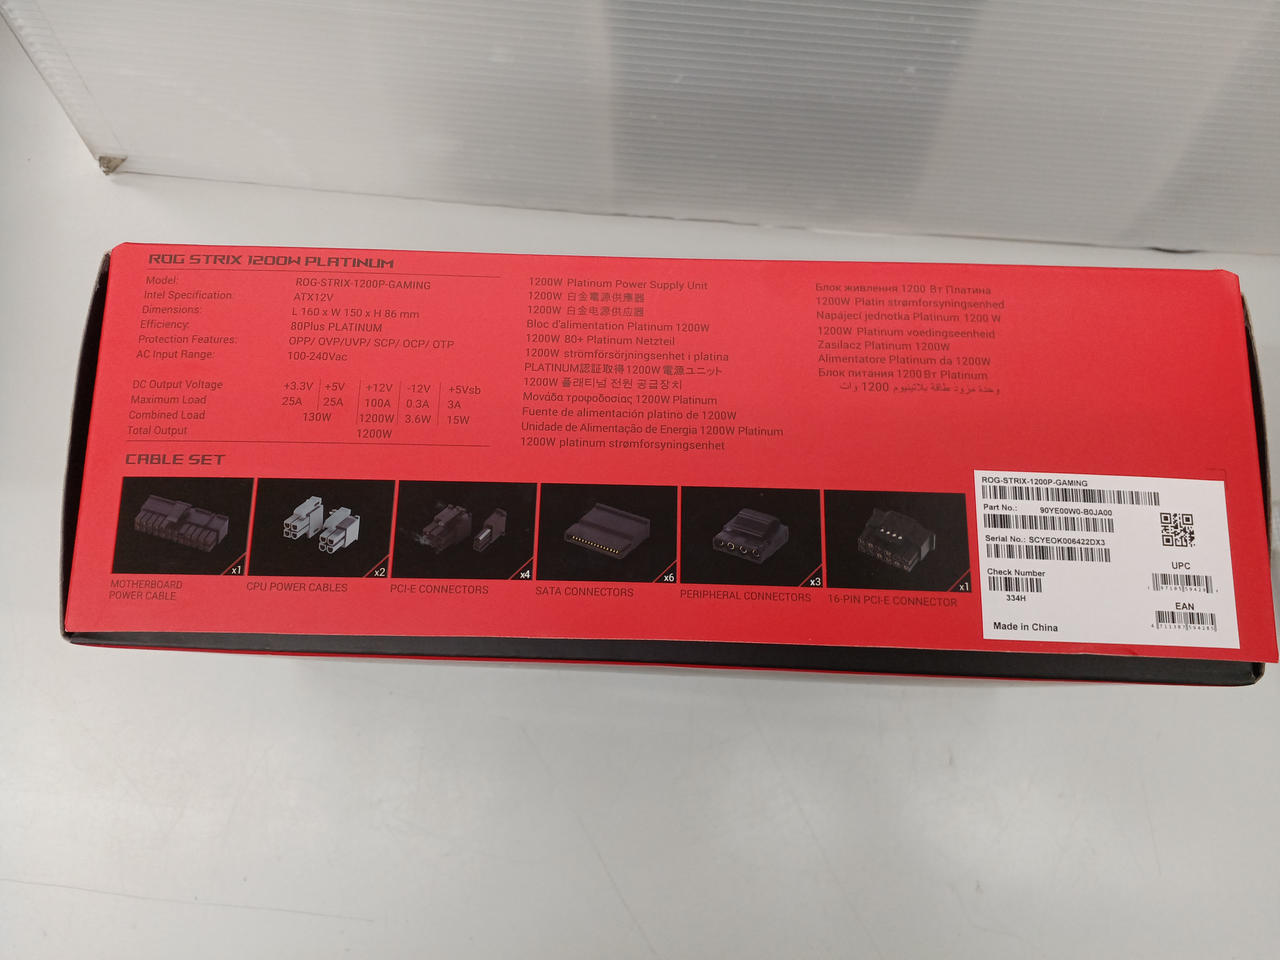 ROG STRIX 1200W PLATINUM
Model: ROG-STRIX-1200P-GAMING
Intel Specification: ATX12V
Dimensions: L 160 x W 150 x H 86 mm
Efficiency: 80Plus PLATINUM
Protection Features: OPP/ OVP/UVP/ SCP/ OCP/ OTP
AC Input Range: 100-240Vac
DC Output Voltage +3.3V +5V +12V -12V +5Vsb
Maximum Load 25A 25A 100A 0.3A 3A
Combined Load 130W 1200W 3.6W 15W
Total Output 1200W
1200W Platinum Power Supply Unit
1200W 白金電源供應器
1200W 白金电源供应器
Bloc d'alimentation Platinum 1200W
1200W 80+ Platinum Netzteil
1200W strömförsörjningsenhet i platina
PLATINUM認証取得 1200W 電源ユニット
1200W 플래티넘 전원 공급장치
Μονάδα τροφοδοσίας 1200W Platinum
Fuente de alimentación platino de 1200W
Unidade de Alimentação de Energia 1200W Platinum
1200W platinum strømforsyningsenhet
Блок живлення 1200 Вт Платина
1200W Platin strømforsyningsenhed
Napájecí jednotka Platinum 1200 W
1200W Platinum voedingseenheid
Zasilacz Platinum 1200W
Alimentatore Platinum da 1200W
Блок питания 1200 Вт Platinum
وحدة مزود طاقة بلاتينيوم 1200 وات
CABLE SET
x1
x2
x4
x6
x3
x1
MOTHERBOARD
POWER CABLE
CPU POWER CABLES
PCI-E CONNECTORS
SATA CONNECTORS
PERIPHERAL CONNECTORS
16-PIN PCI-E CONNECTOR
ROG-STRIX-1200P-GAMING
Part No.: 90YE00W0-B0JA00
Serial No.: SCYEOK006422DX3
Check Number
334H
Made in China
UPC
EAN
4 711387 594285